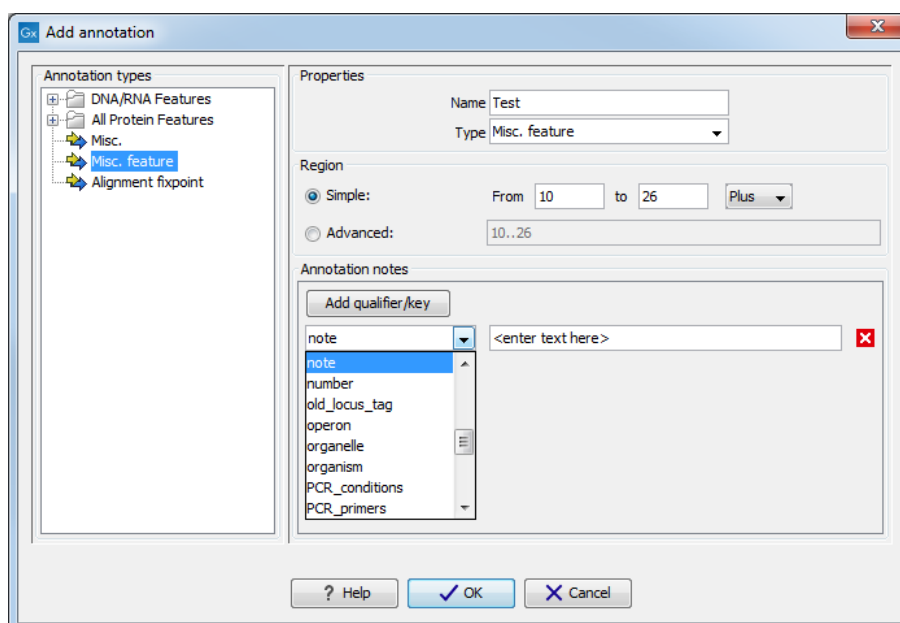 Gx Add annotation
Annotation types
DNA/RNA Features
All Protein Features
Misc.
Misc. feature
Alignment fixpoint
Properties
Name Test
Type Misc. feature
Region
Simple: From 10 to 26 Plus
Advanced: 10..26
Annotation notes
Add qualifier/key
note <enter text here>
note
number
old_locus_tag
operon
organelle
organism
PCR_conditions
PCR_primers
? Help OK Cancel